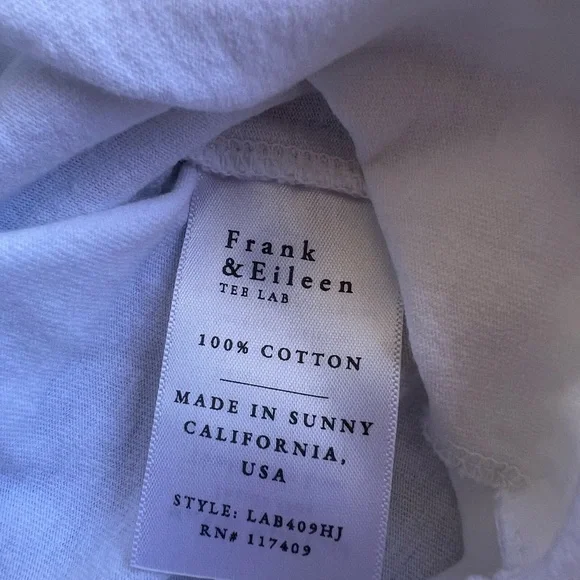 Frank
&Eileen
TEE LAB
100% COTTON
MADE IN SUNNY
CALIFORNIA,
USA
STYLE: LAB409HJ
RN# 117409